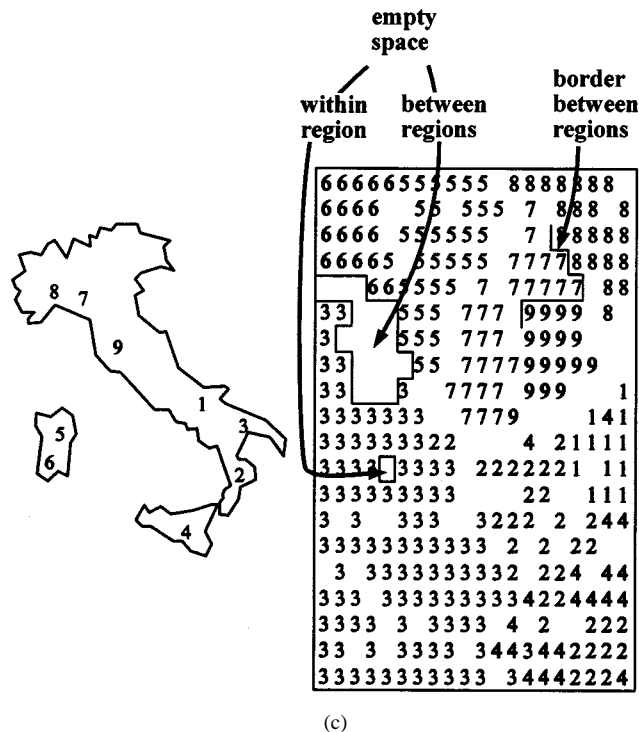 empty
space
within
region
between
regions
border
between
regions
66666555555 8888888
6666 55 555 7 888 8
6666 555555 7 88888
66665 55555 77778888
665555 7 77777 88
33 555 777 9999 8
3 555 777 9999
33 55 777799999
33 3 7777 999 1
3333333 7779 141
333333322 4 21111
3333 3333 2222221 11
333333333 22 111
3 3 333 3222 2 244
33333333333 2 2 22
3 3333333332 224 44
333 3333333334224444
3333 3 3333 4 2 222
33 3 3333 344344222
33333333333 34442224
8
7
9
1
3
5
6
2
4
(c)